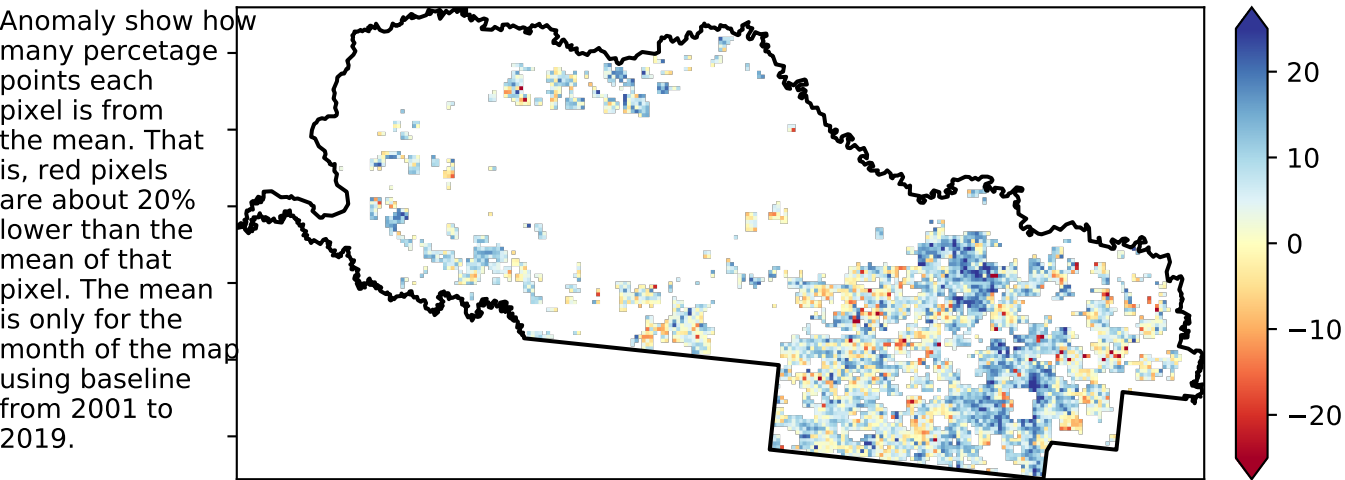 Anomaly show how
many percetage
points each
pixel is from
the mean. That
is, red pixels
are about 20%
lower than the
mean of that
pixel. The mean
is only for the
month of the map
using baseline
from 2001 to
2019.
20
10
0
−10
−20